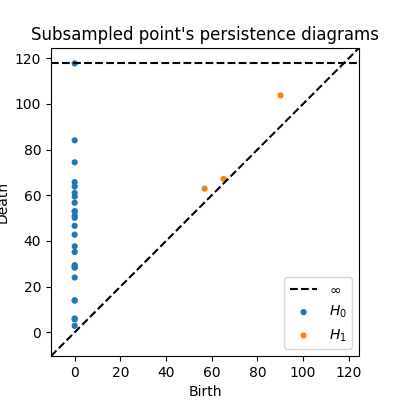 Subsampled point's persistence diagrams
120
100
80
60
40
20
0
Death
∞
H₀
H₁
0 20 40 60 80 100 120
Birth